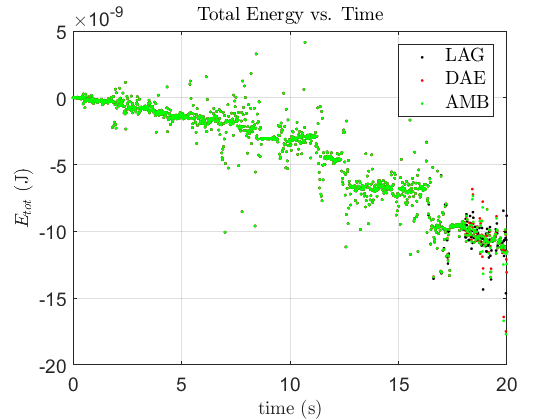 Total Energy vs. Time
×10⁻⁹
5
0
-5
-10
-15
-20
0 5 10 15 20
time (s)
E_tot (J)
LAG
DAE
AMB